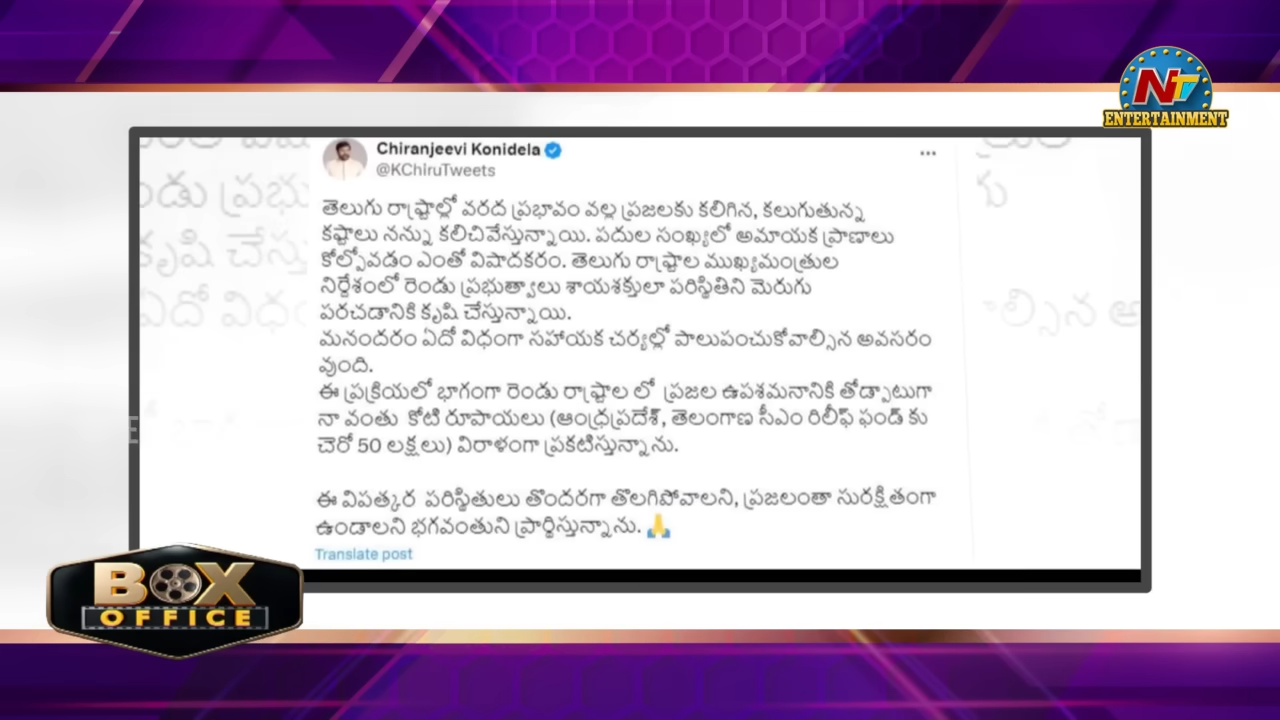 NT
ENTERTAINMENT
Chiranjeevi Konidela
@KChiruTweets
తెలుగు రాష్ట్రాల్లో వరద ప్రభావం వల్ల ప్రజలకు కలిగిన, కలుగుతున్న
కష్టాలు నన్ను కలిచివేస్తున్నాయి. పదుల సంఖ్యలో అమాయక ప్రాణాలు
కోల్పోవడం ఎంతో విషాదకరం. తెలుగు రాష్ట్రాల ముఖ్యమంత్రుల
నిర్దేశంలో రెండు ప్రభుత్వాలు శాయశక్తులా పరిస్థితిని మెరుగు
పరచడానికి కృషి చేస్తున్నాయి.
మనందరం ఏదో విధంగా సహాయక చర్యల్లో పాలుపంచుకోవాల్సిన అవసరం
వుంది.
ఈ ప్రక్రియలో భాగంగా రెండు రాష్ట్రాల లో ప్రజల ఉపశమనానికి తోడ్పాటుగా
నా వంతు కోటి రూపాయలు (ఆంధ్రప్రదేశ్, తెలంగాణ సీఎం రిలీఫ్ ఫండ్ కు
చెరో 50 లక్షలు) విరాళంగా ప్రకటిస్తున్నాను.
ఈ విపత్కర పరిస్థితులు తొందరగా తొలగిపోవాలని, ప్రజలంతా సురక్షితంగా
ఉండాలని భగవంతుని ప్రార్థిస్తున్నాను. 🙏
Translate post
BOX
OFFICE